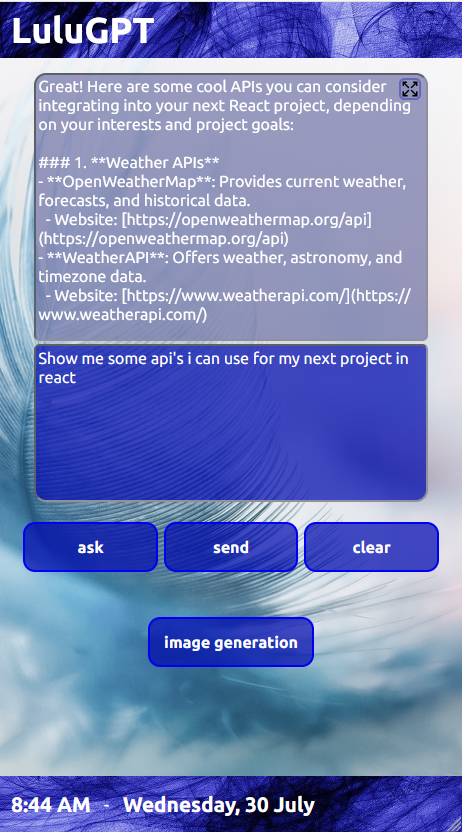 LuluGPT
Great! Here are some cool APIs you can consider
integrating into your next React project, depending
on your interests and project goals:
### 1. **Weather APIs**
- **OpenWeatherMap**: Provides current weather,
forecasts, and historical data.
- Website: [https://openweathermap.org/api]
(https://openweathermap.org/api)
- **WeatherAPI**: Offers weather, astronomy, and
timezone data.
- Website: [https://www.weatherapi.com/](https://
www.weatherapi.com/)
Show me some api's i can use for my next project in
react
ask
send
clear
image generation
8:44 AM - Wednesday, 30 July